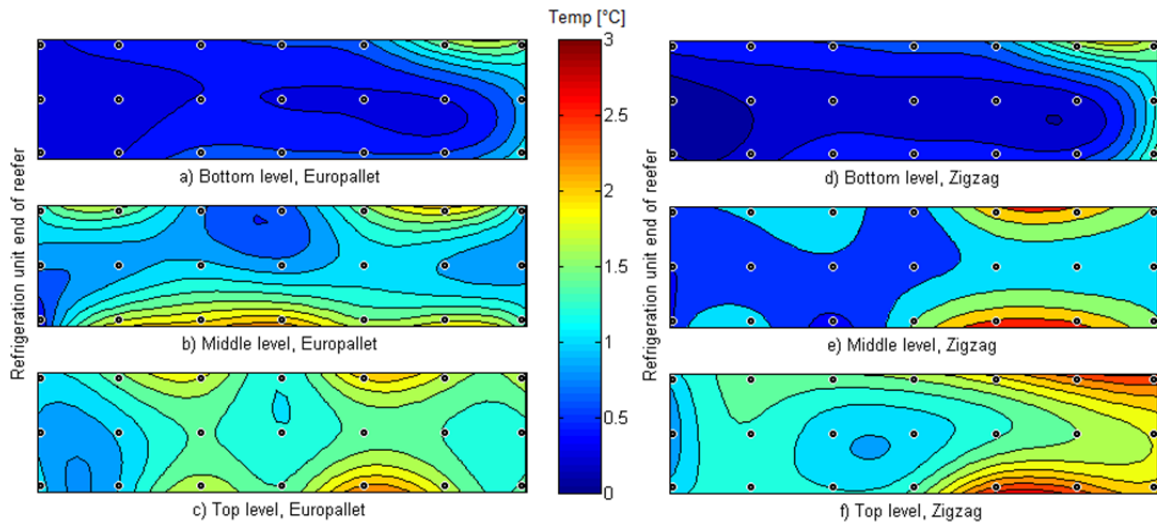 Temp [°C]
3
2.5
2
1.5
1
0.5
0
Refrigeration unit end of reefer
a) Bottom level, Europallet
b) Middle level, Europallet
c) Top level, Europallet
Refrigeration unit end of reefer
d) Bottom level, Zigzag
e) Middle level, Zigzag
f) Top level, Zigzag